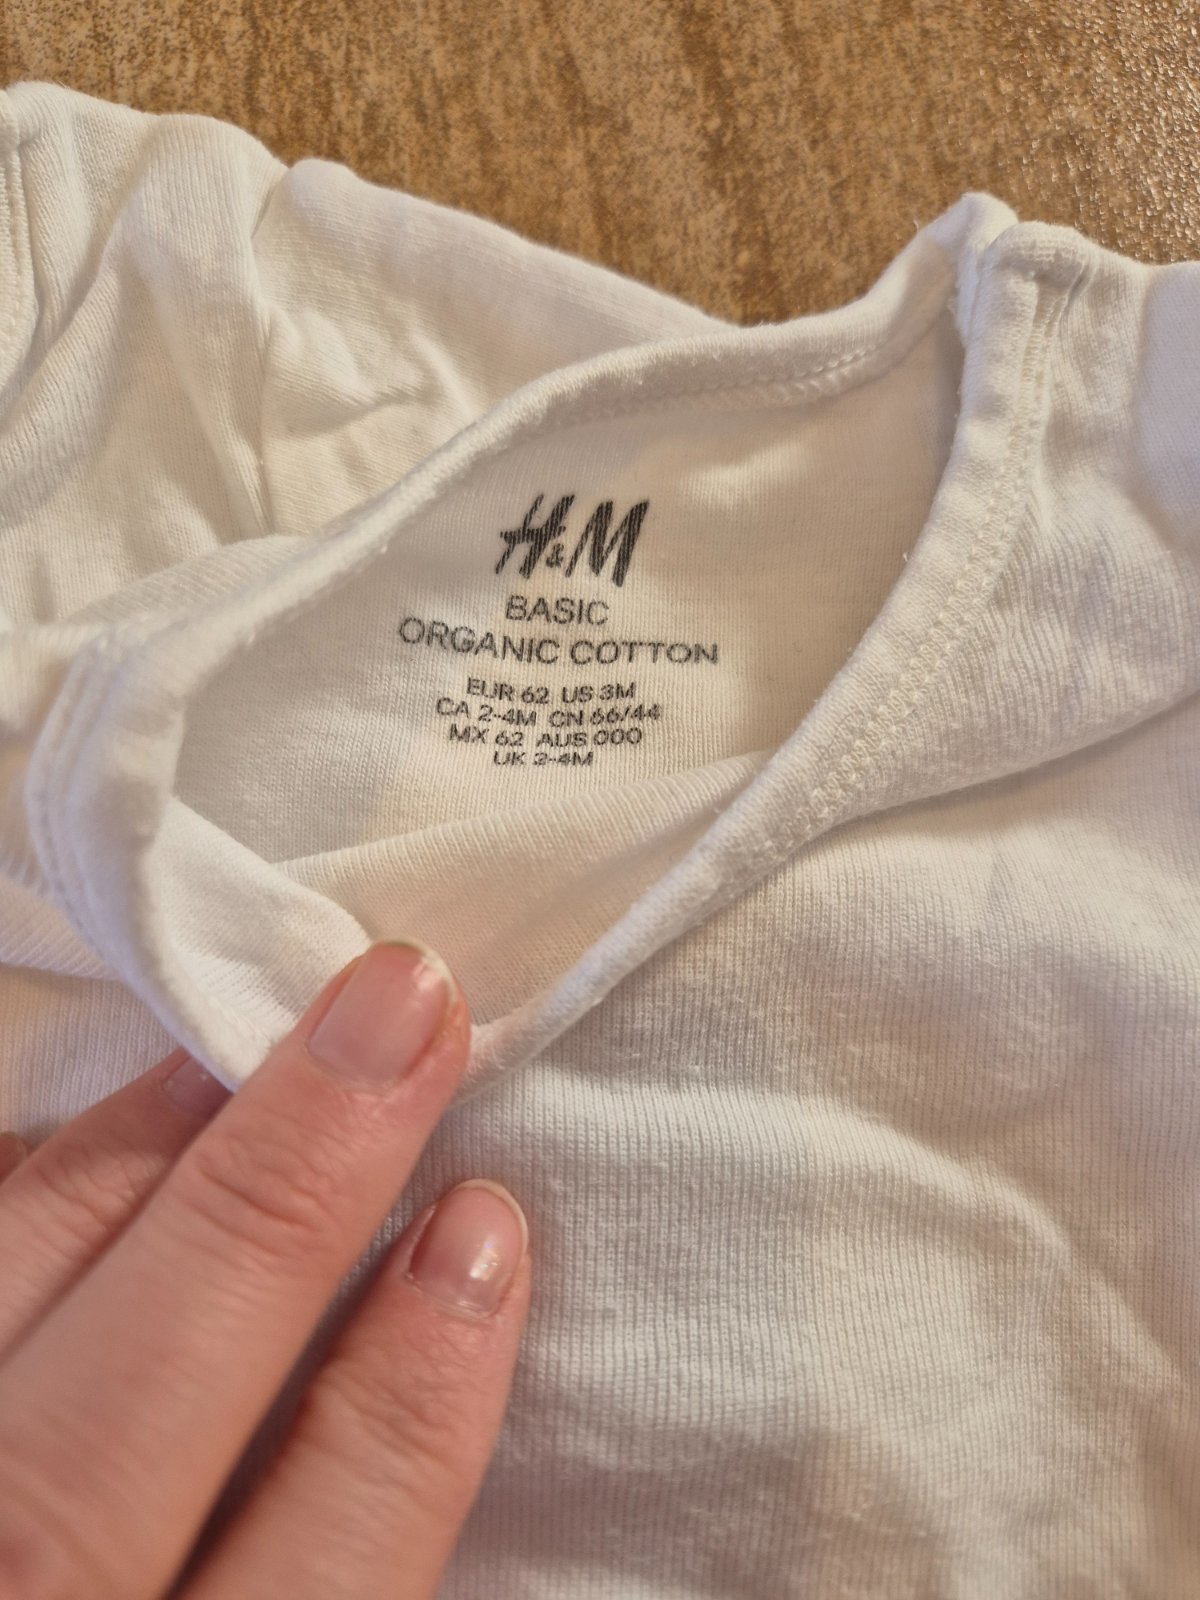 H&M
BASIC
ORGANIC COTTON
EUR 62 US 3M
CA 2-4M CN 66/44
MX 62 AUS 000
UK 2-4M